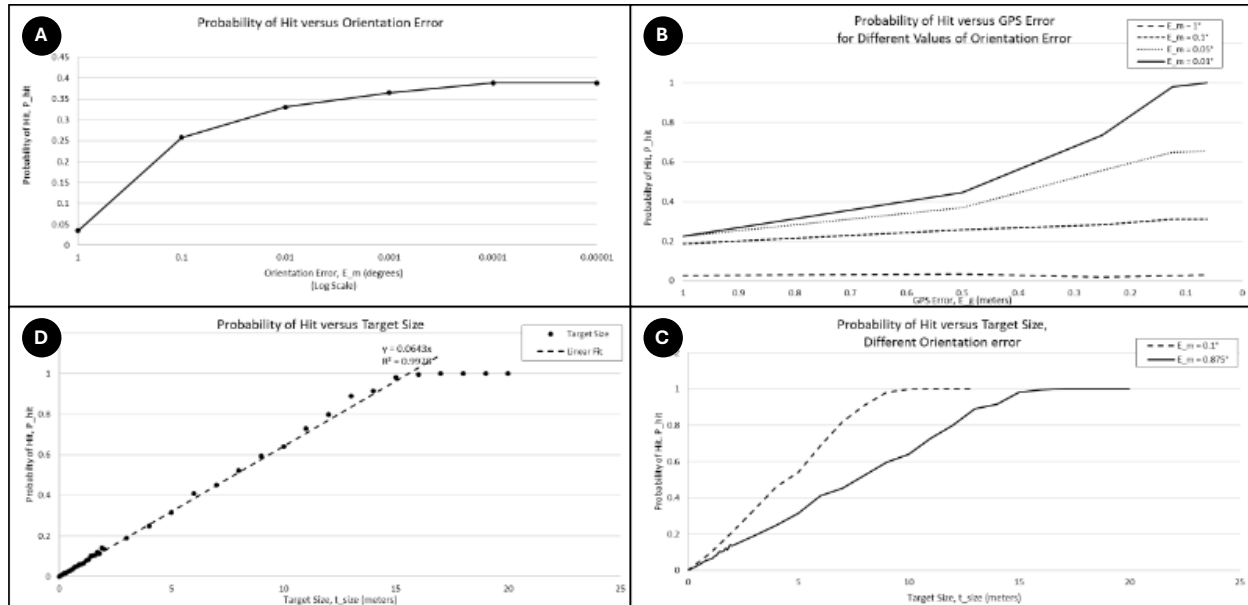 A
Probability of Hit versus Orientation Error
Probability of Hit, P_hit
0.45
0.4
0.35
0.3
0.25
0.2
0.15
0.1
0.05
0
1
0.1
0.01
0.001
0.0001
0.00001
Orientation Error, E_m (degrees)
(Log Scale)
B
Probability of Hit versus GPS Error
for Different Values of Orientation Error
E_m = 1°
E_m = 0.1°
E_m = 0.05°
E_m = 0.01°
Probability of Hit, P_hit
1
0.8
0.6
0.4
0.2
0
1
0.9
0.8
0.7
0.6
0.5
0.4
0.3
0.2
0.1
0
GPS Error, E_g (meters)
D
Probability of Hit versus Target Size
Target Size
Linear Fit
y = 0.0643x
Probability of Hit, P_hit
1
0.8
0.6
0.4
0.2
0
0
5
10
15
20
25
Target Size, t_size (meters)
C
Probability of Hit versus Target Size,
Different Orientation error
E_m = 0.1°
E_m = 0.875°
Probability of Hit, P_hit
1
0.8
0.6
0.4
0.2
0
0
5
10
15
20
25
Target Size, t_size (meters)